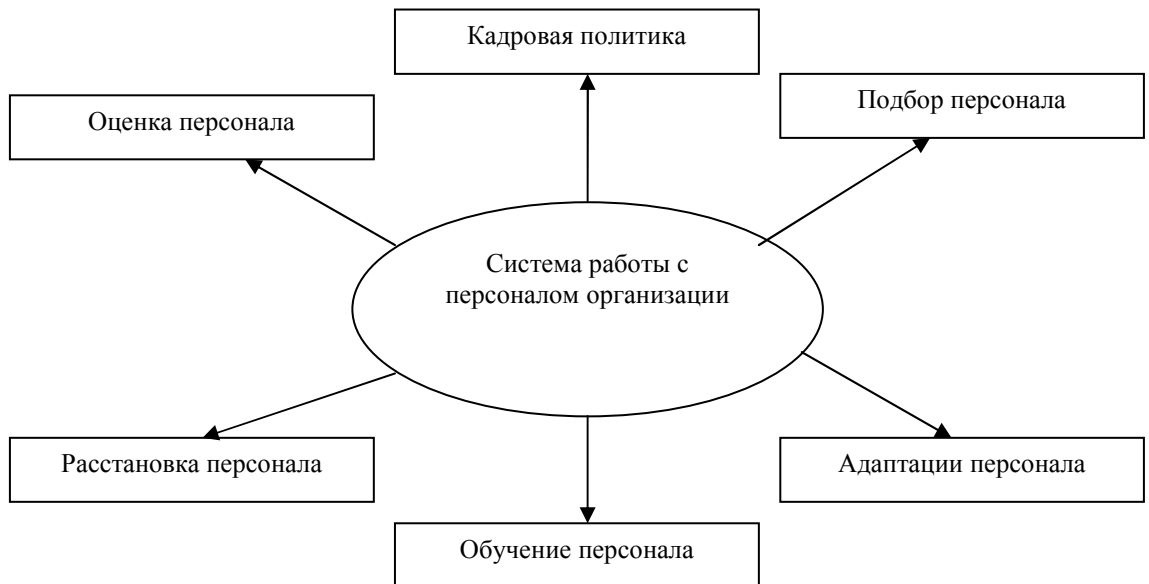 Кадровая политика
Оценка персонала
Подбор персонала
Система работы с
персоналом организации
Расстановка персонала
Адаптации персонала
Обучение персонала